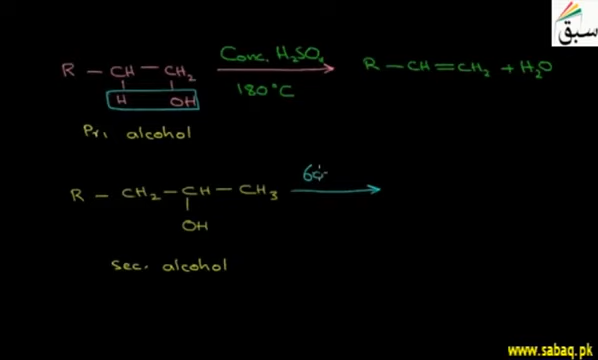 سبق
R — CH — CH₂ Conc. H₂SO₄ R — CH = CH₂ + H₂O
H OH 180°C
Pri alcohol
R — CH₂ — CH — CH₃ 60
OH
Sec. alcohol
www.sabaq.pk